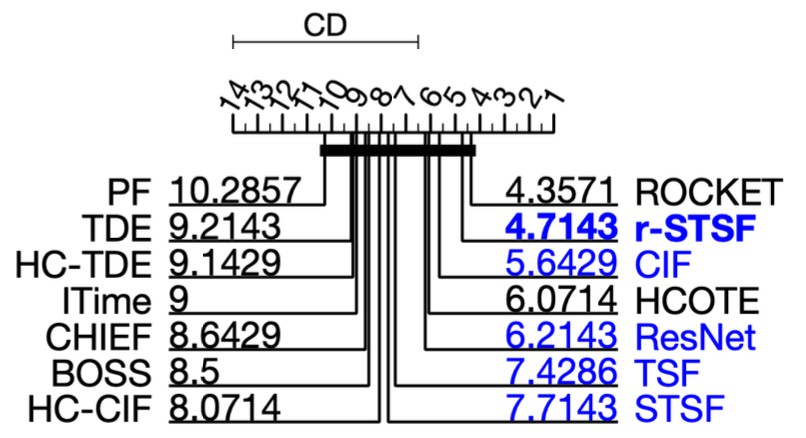 CD
14 13 12 11 10 9 8 7 6 5 4 3 2 1
PF 10.2857 4.3571 ROCKET
TDE 9.2143 4.7143 r-STSF
HC-TDE 9.1429 5.6429 CIF
ITime 9 6.0714 HCOTE
CHIEF 8.6429 6.2143 ResNet
BOSS 8.5 7.4286 TSF
HC-CIF 8.0714 7.7143 STSF